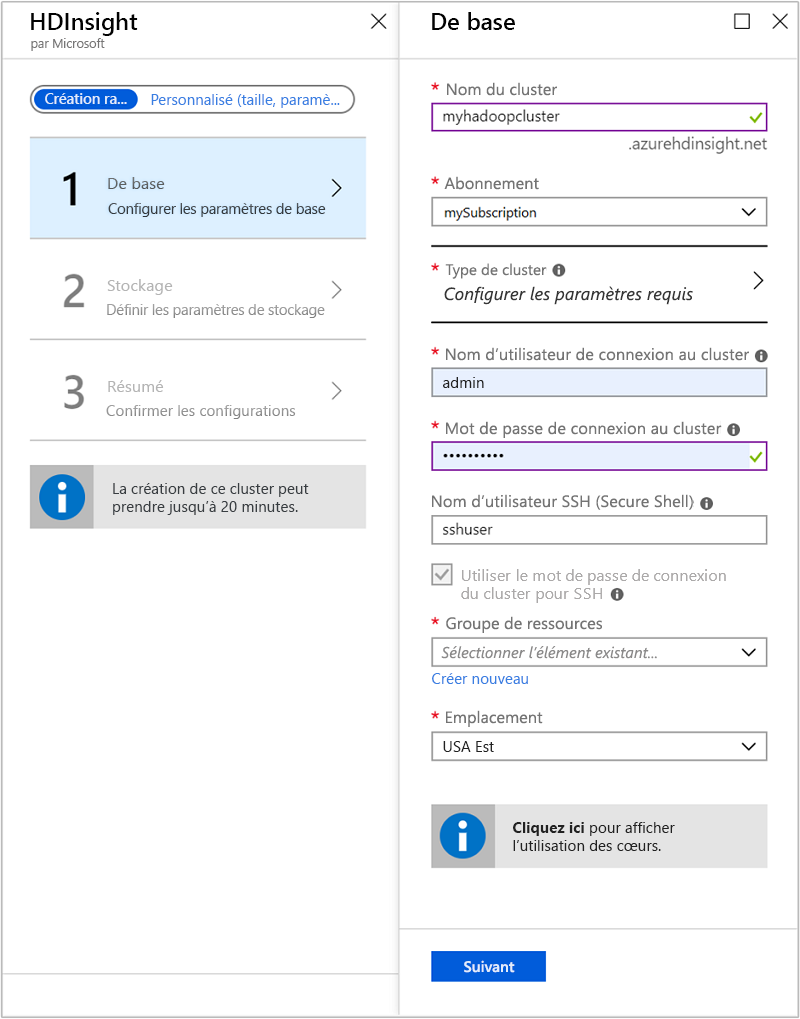 HDInsight
par Microsoft
Création ra...
Personnalisé (taille, paramè...
1
De base
Configurer les paramètres de base
2
Stockage
Définir les paramètres de stockage
3
Résumé
Confirmer les configurations
La création de ce cluster peut
prendre jusqu’à 20 minutes.
De base
* Nom du cluster
myhadoopcluster
.azurehdinsight.net
* Abonnement
mySubscription
* Type de cluster
Configurer les paramètres requis
* Nom d’utilisateur de connexion au cluster
admin
* Mot de passe de connexion au cluster
••••••••••
Nom d’utilisateur SSH (Secure Shell)
sshuser
Utiliser le mot de passe de connexion
du cluster pour SSH
* Groupe de ressources
Sélectionner l’élément existant...
Créer nouveau
* Emplacement
USA Est
Cliquez ici pour afficher
l’utilisation des cœurs.
Suivant